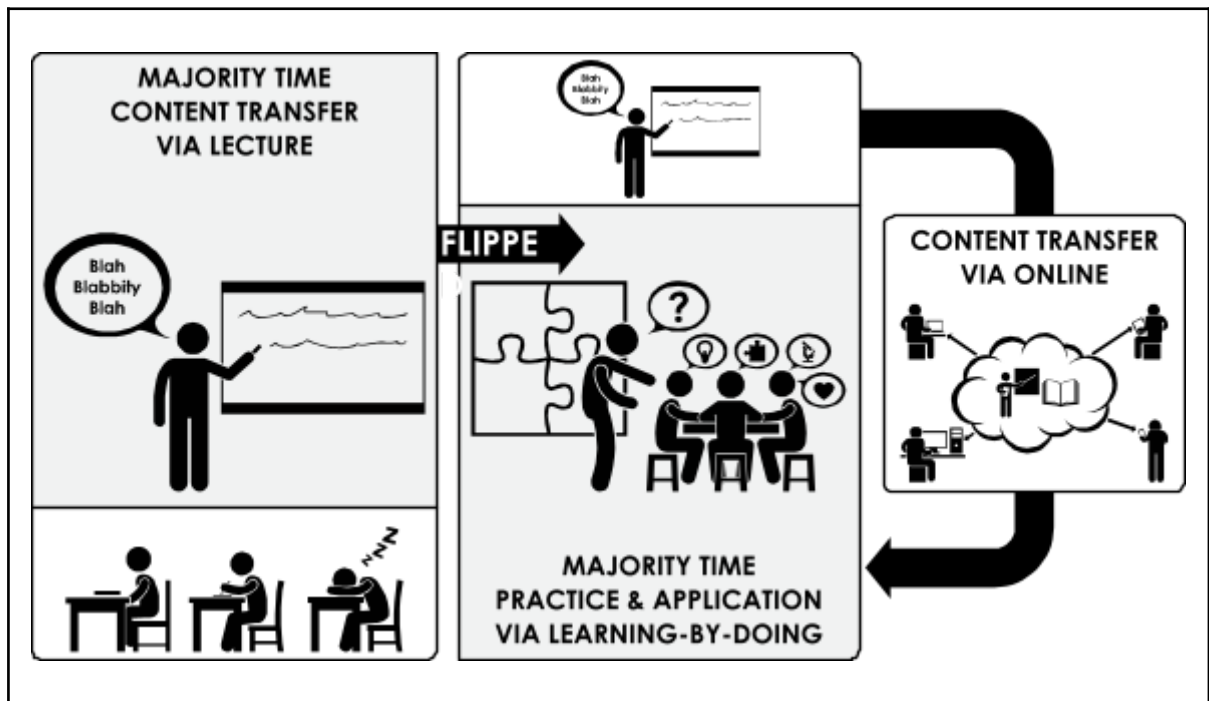 MAJORITY TIME
CONTENT TRANSFER
VIA LECTURE
Blah
Blabbity
Blah
zzZZ
Blah
Blabbity
Blah
FLIPPE
D
?
MAJORITY TIME
PRACTICE & APPLICATION
VIA LEARNING-BY-DOING
CONTENT TRANSFER
VIA ONLINE